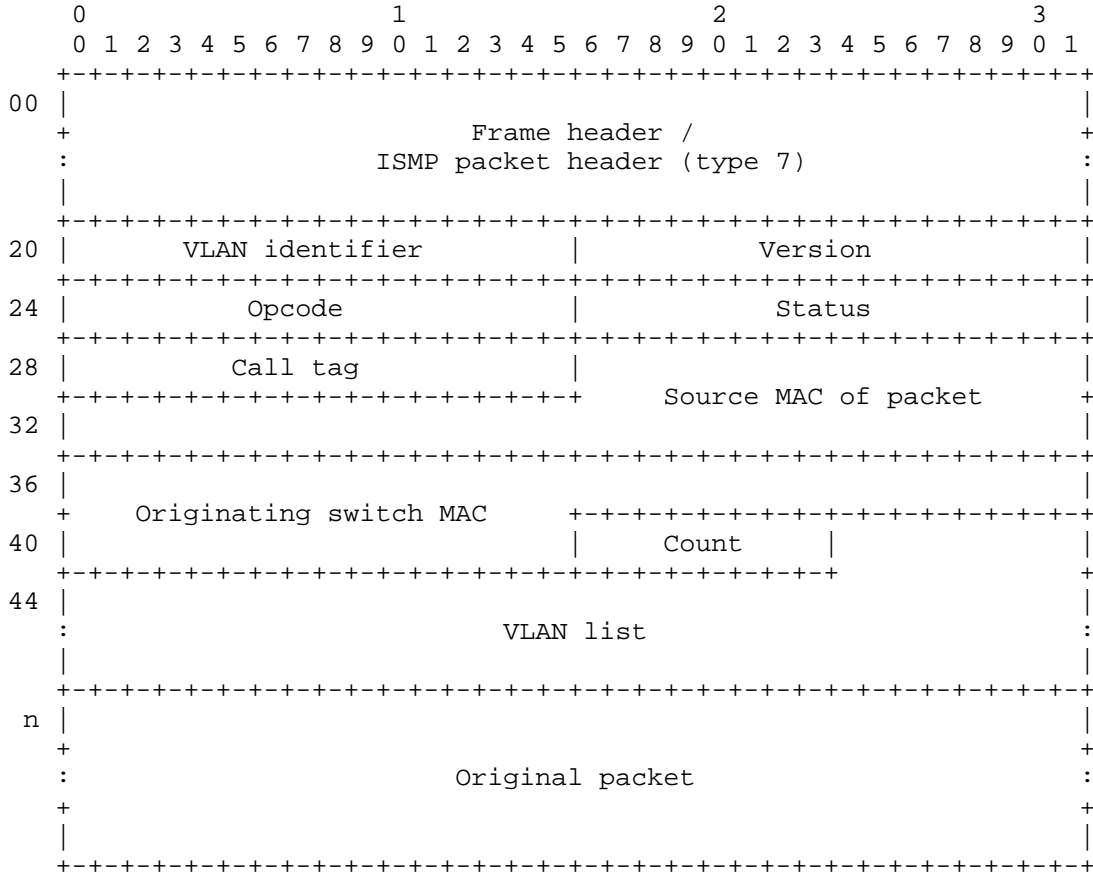 0                   1                   2                   3
     0 1 2 3 4 5 6 7 8 9 0 1 2 3 4 5 6 7 8 9 0 1 2 3 4 5 6 7 8 9 0 1
    +-+-+-+-+-+-+-+-+-+-+-+-+-+-+-+-+-+-+-+-+-+-+-+-+-+-+-+-+-+-+-+-+
 00 |                                                               |
    +                         Frame header /                        +
    :                   ISMP packet header (type 7)                 :
    |                                                               |
    +-+-+-+-+-+-+-+-+-+-+-+-+-+-+-+-+-+-+-+-+-+-+-+-+-+-+-+-+-+-+-+-+
 20 |       VLAN identifier         |           Version             |
    +-+-+-+-+-+-+-+-+-+-+-+-+-+-+-+-+-+-+-+-+-+-+-+-+-+-+-+-+-+-+-+-+
 24 |           Opcode              |            Status             |
    +-+-+-+-+-+-+-+-+-+-+-+-+-+-+-+-+-+-+-+-+-+-+-+-+-+-+-+-+-+-+-+-+
 28 |          Call tag             |                               |
    +-+-+-+-+-+-+-+-+-+-+-+-+-+-+-+-+     Source MAC of packet      +
 32 |                                                               |
    +-+-+-+-+-+-+-+-+-+-+-+-+-+-+-+-+-+-+-+-+-+-+-+-+-+-+-+-+-+-+-+-+
 36 |                                                               |
    +    Originating switch MAC     +-+-+-+-+-+-+-+-+-+-+-+-+-+-+-+-+
 40 |                               |     Count     |               |
    +-+-+-+-+-+-+-+-+-+-+-+-+-+-+-+-+-+-+-+-+-+-+-+-+               +
 44 |                                                               |
    :                           VLAN list                           :
    |                                                               |
    +-+-+-+-+-+-+-+-+-+-+-+-+-+-+-+-+-+-+-+-+-+-+-+-+-+-+-+-+-+-+-+-+
  n |                                                               |
    +                                                               +
    :                        Original packet                        :
    +                                                               +
    |                                                               |
    +-+-+-+-+-+-+-+-+-+-+-+-+-+-+-+-+-+-+-+-+-+-+-+-+-+-+-+-+-+-+-+-+